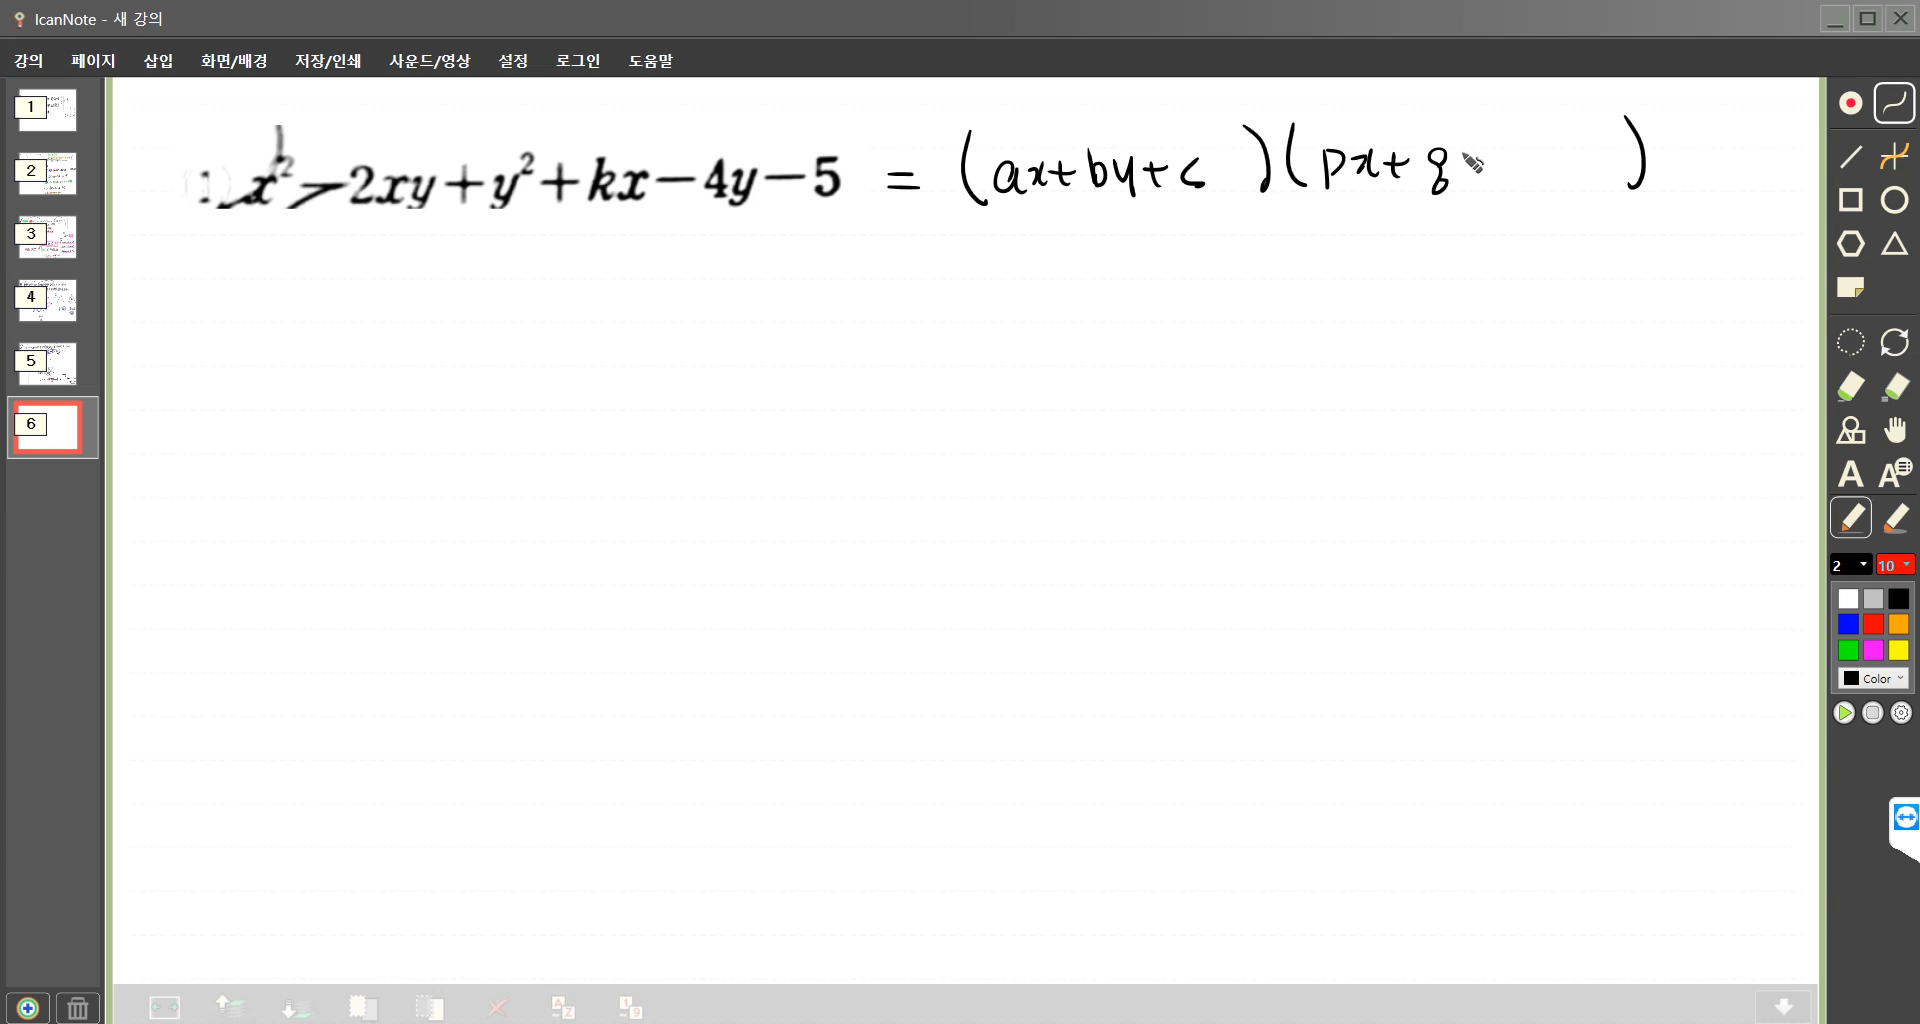 IcanNote - 새 강의
강의 페이지 삽입 화면/배경 저장/인쇄 사운드/영상 설정 로그인 도움말
1
2
3
4
5
6
1) x² - 2xy + y² + kx - 4y - 5 = (ax + by + c )(px + q )
A A
2 10
Color